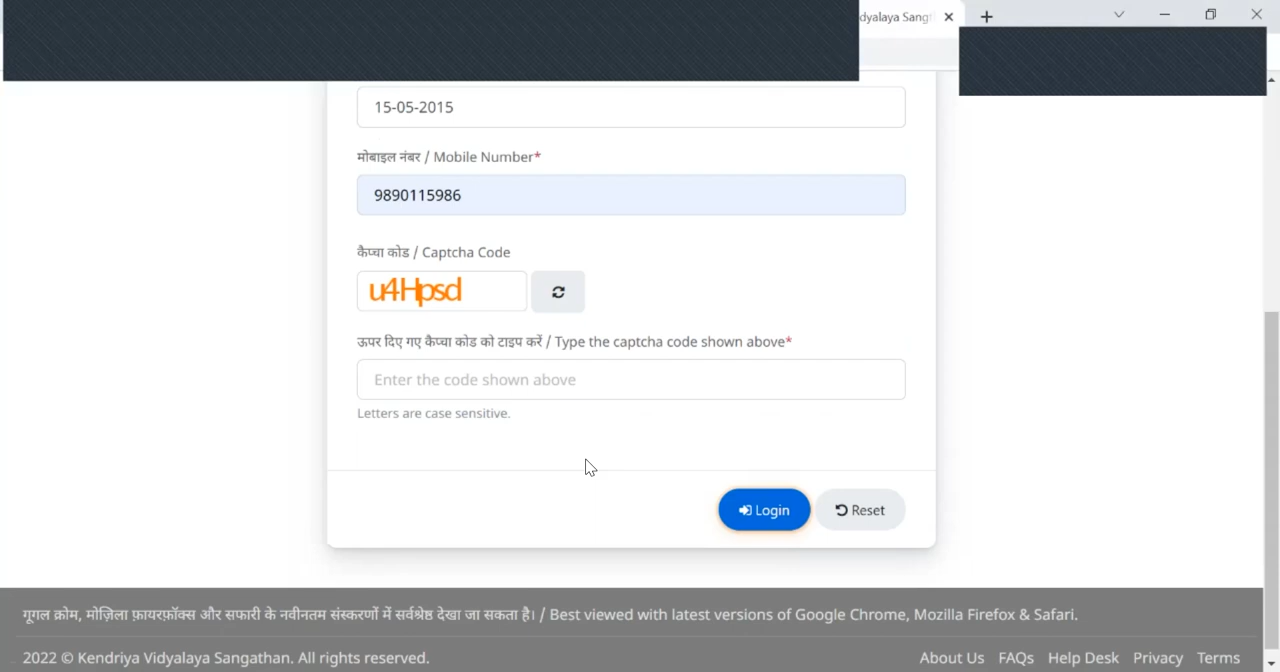 dyalaya Sangt
15-05-2015
मोबाइल नंबर / Mobile Number*
9890115986
कैप्चा कोड / Captcha Code
u4Hpsd
ऊपर दिए गए कैप्चा कोड को टाइप करें / Type the captcha code shown above*
Enter the code shown above
Letters are case sensitive.
Login Reset
गूगल क्रोम, मोज़िला फ़ायरफ़ॉक्स और सफारी के नवीनतम संस्करणों में सर्वश्रेष्ठ देखा जा सकता है। / Best viewed with latest versions of Google Chrome, Mozilla Firefox & Safari.
2022 © Kendriya Vidyalaya Sangathan. All rights reserved. About Us FAQs Help Desk Privacy Terms